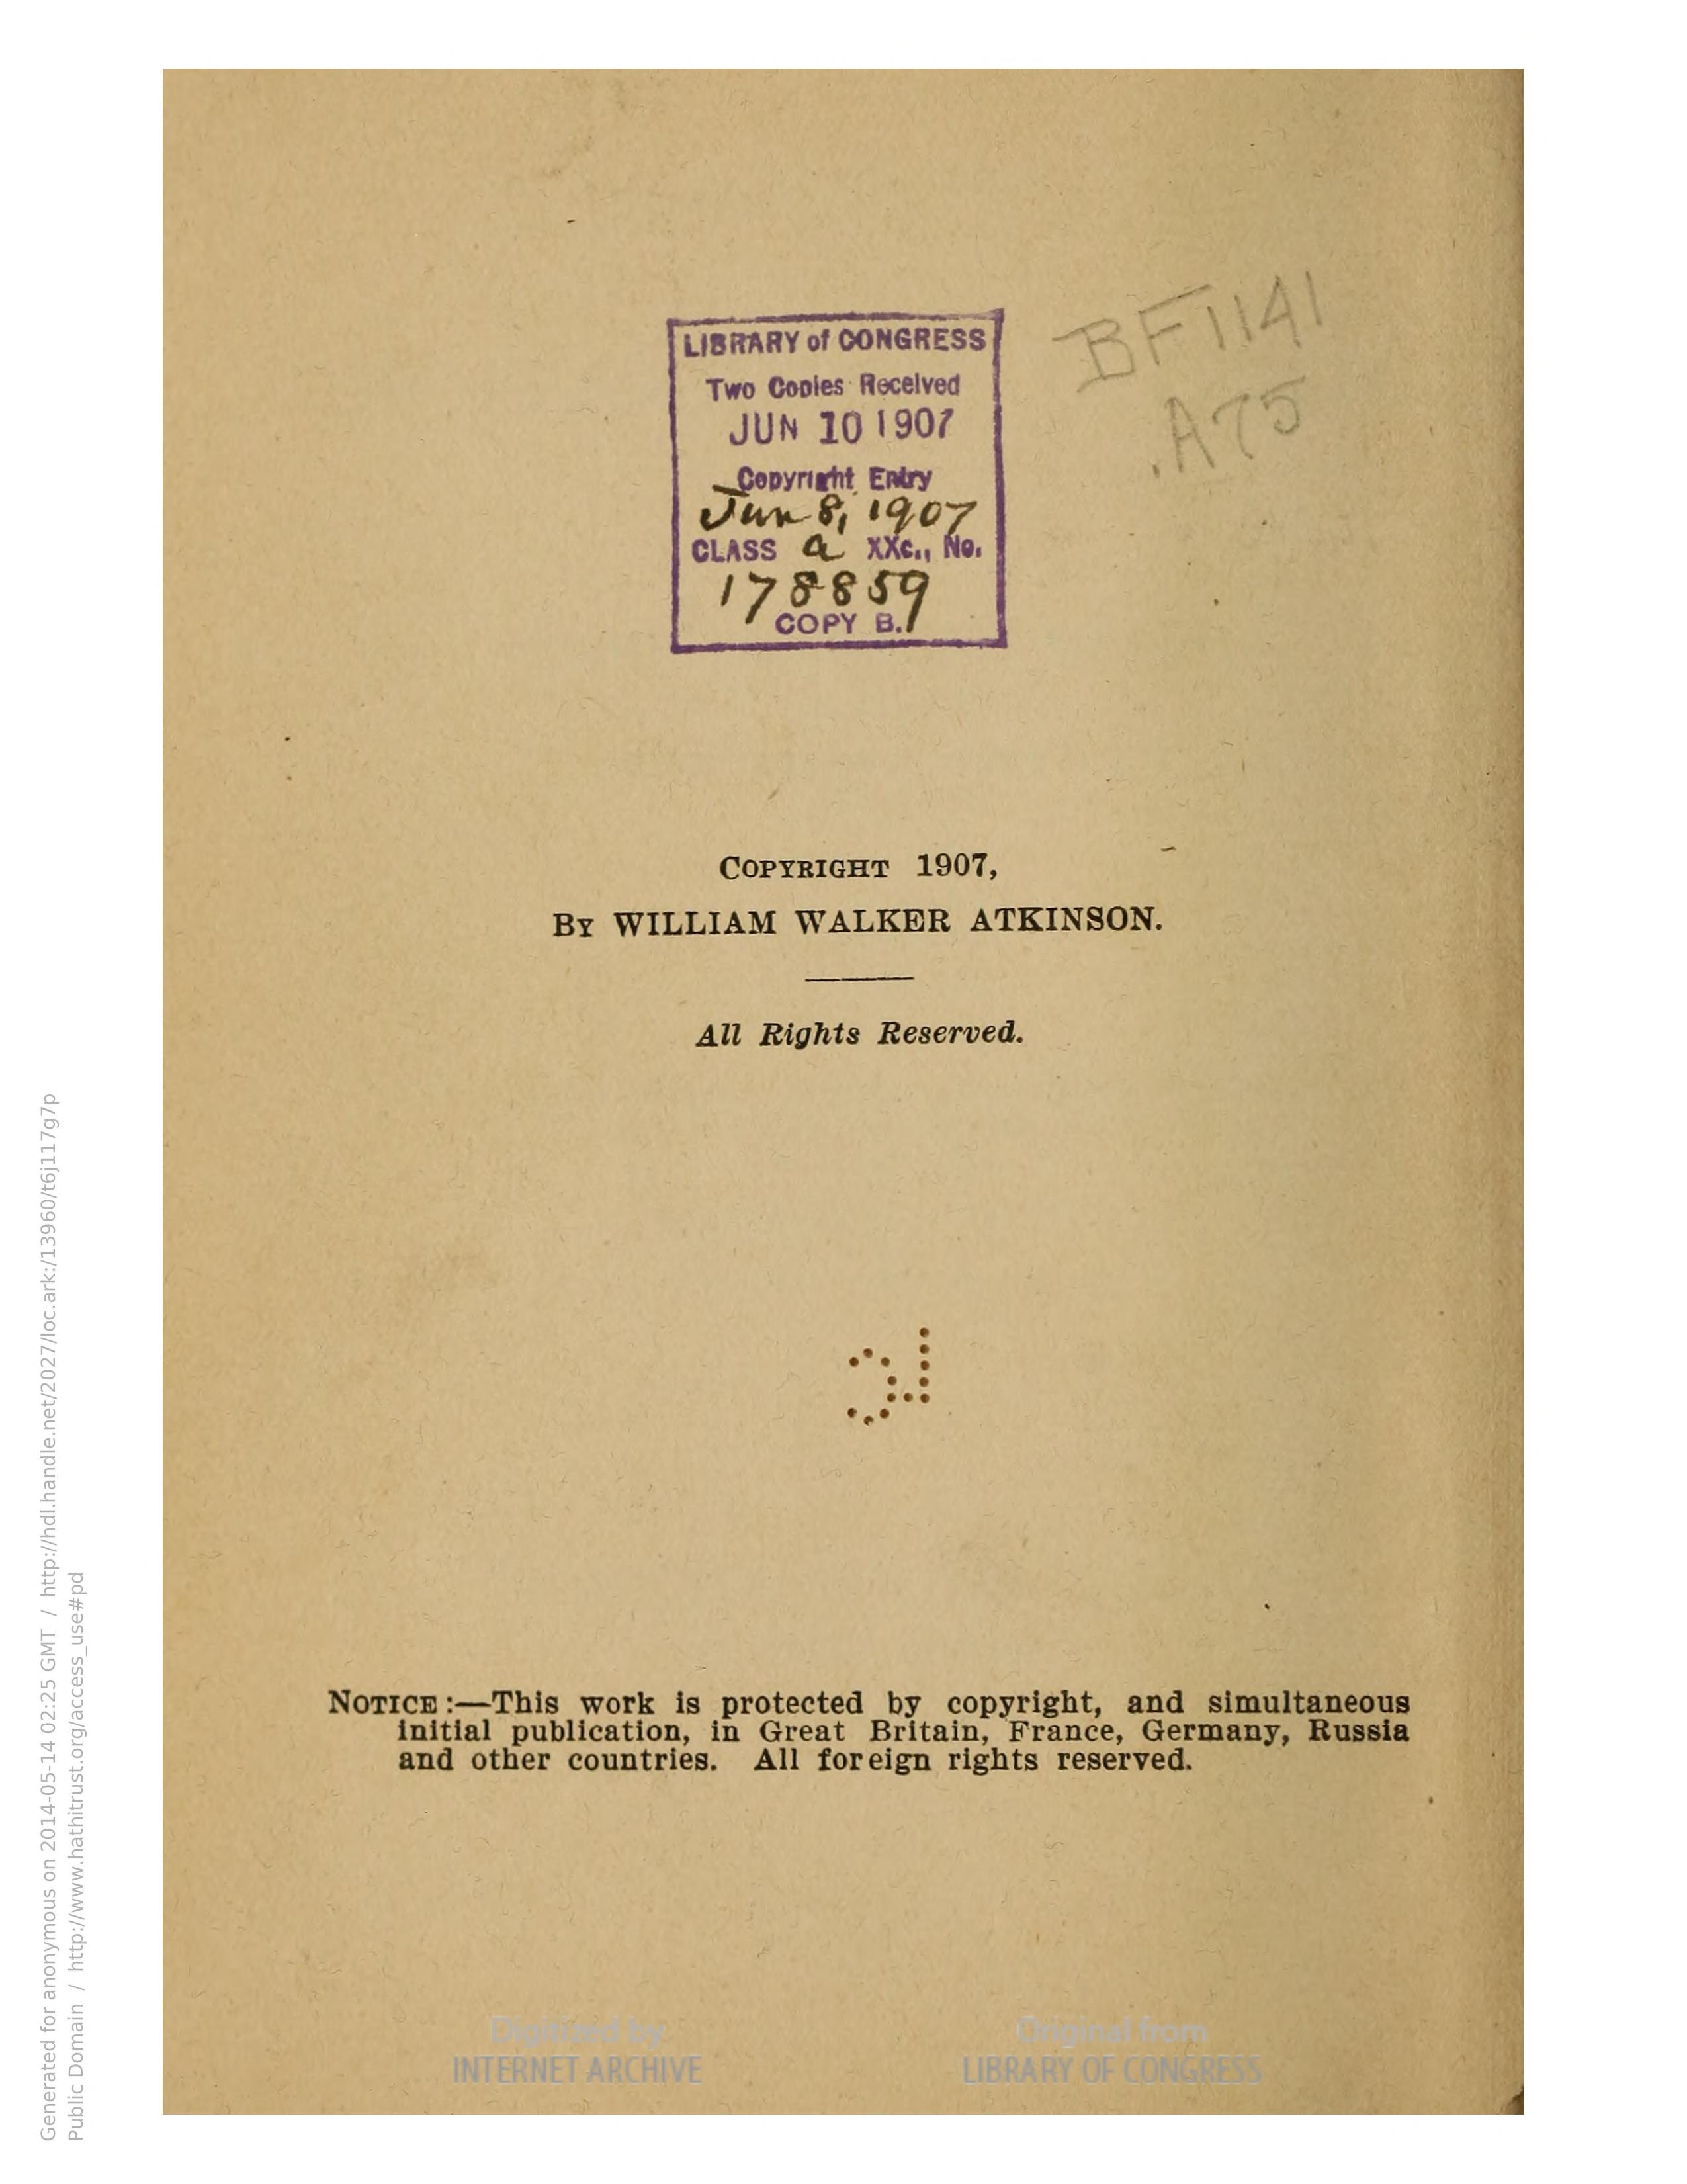 LIBRARY of CONGRESS
Two Copies Received
JUN 10 1907
Copyright Entry
Jun 8, 1907
CLASS a XXc., No.
178859
COPY B.
BF1141
.A75
COPYRIGHT 1907,
BY WILLIAM WALKER ATKINSON.
All Rights Reserved.
NOTICE:—This work is protected by copyright, and simultaneous
initial publication, in Great Britain, France, Germany, Russia
and other countries. All foreign rights reserved.
Digitized by
INTERNET ARCHIVE
Original from
LIBRARY OF CONGRESS
Generated for anonymous on 2014-05-14 02:25 GMT / http://hdl.handle.net/2027/loc.ark:/13960/t6j117g7p
Public Domain / http://www.hathitrust.org/access_use#pd